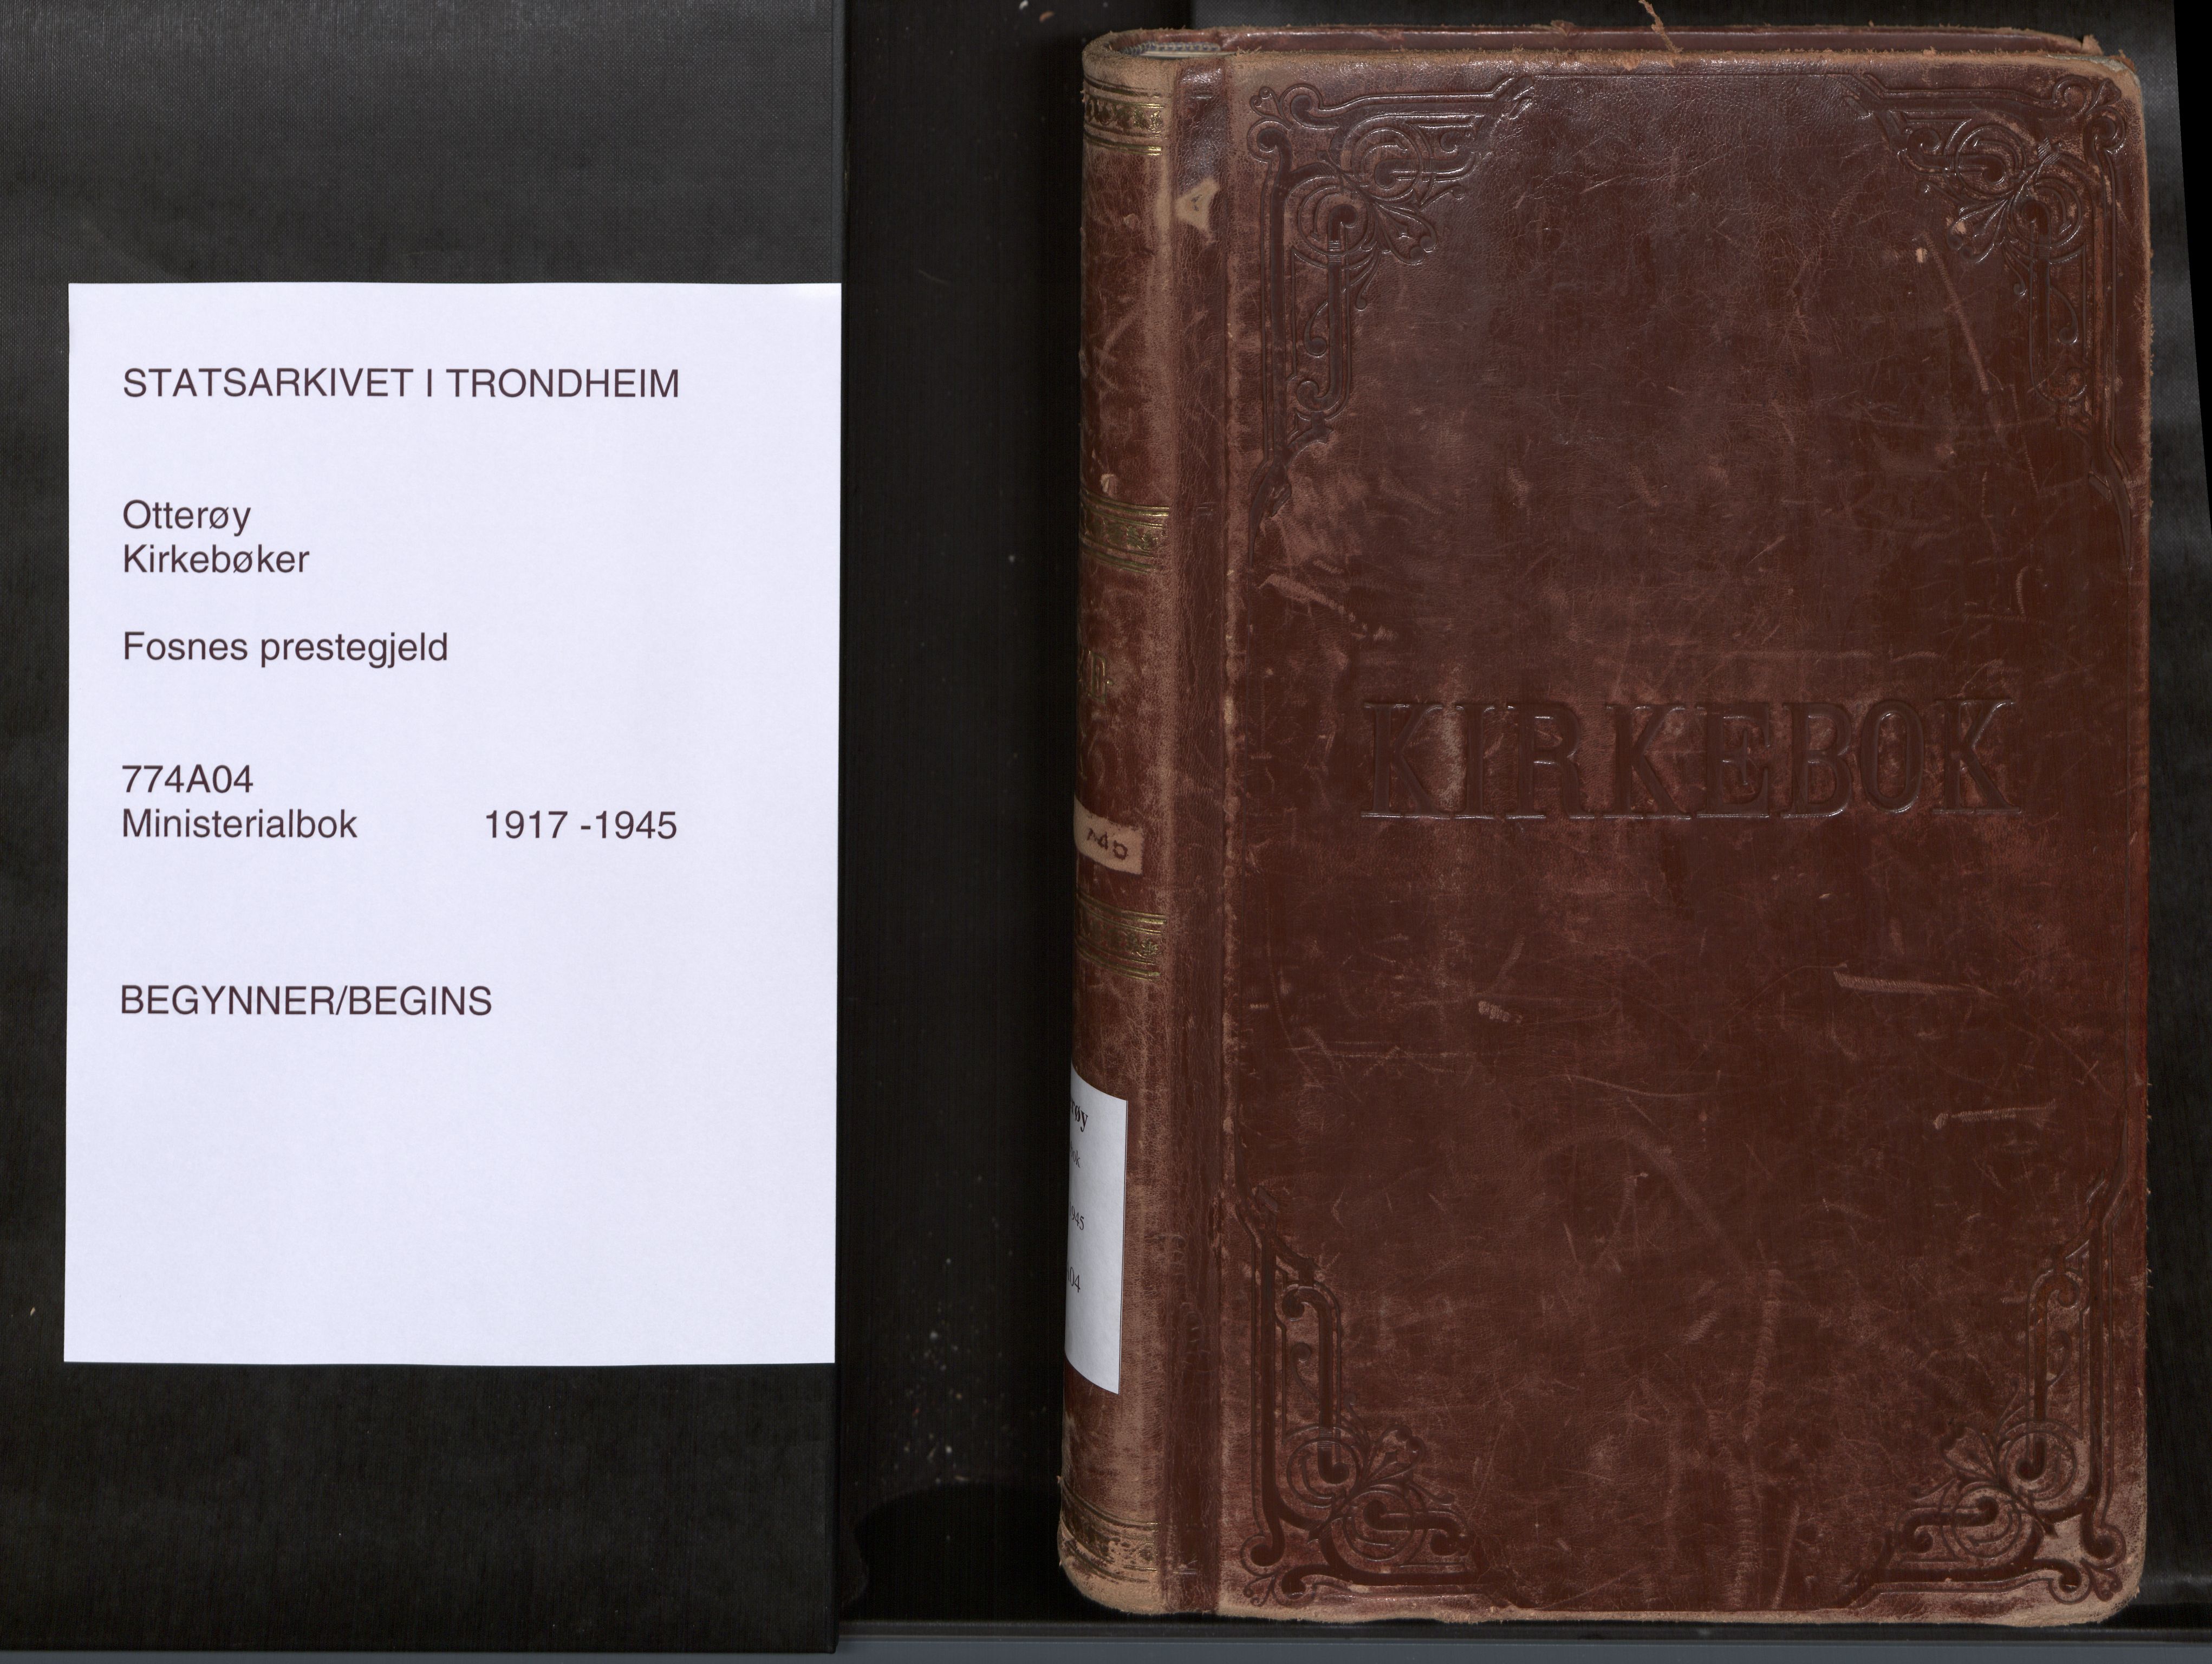 STATSARKIVET I TRONDHEIM
Otterøy
Kirkebøker
Fosnes prestegjeld
774A04
Ministerialbok 1917 -1945
BEGYNNER/BEGINS
KIRKEBOK